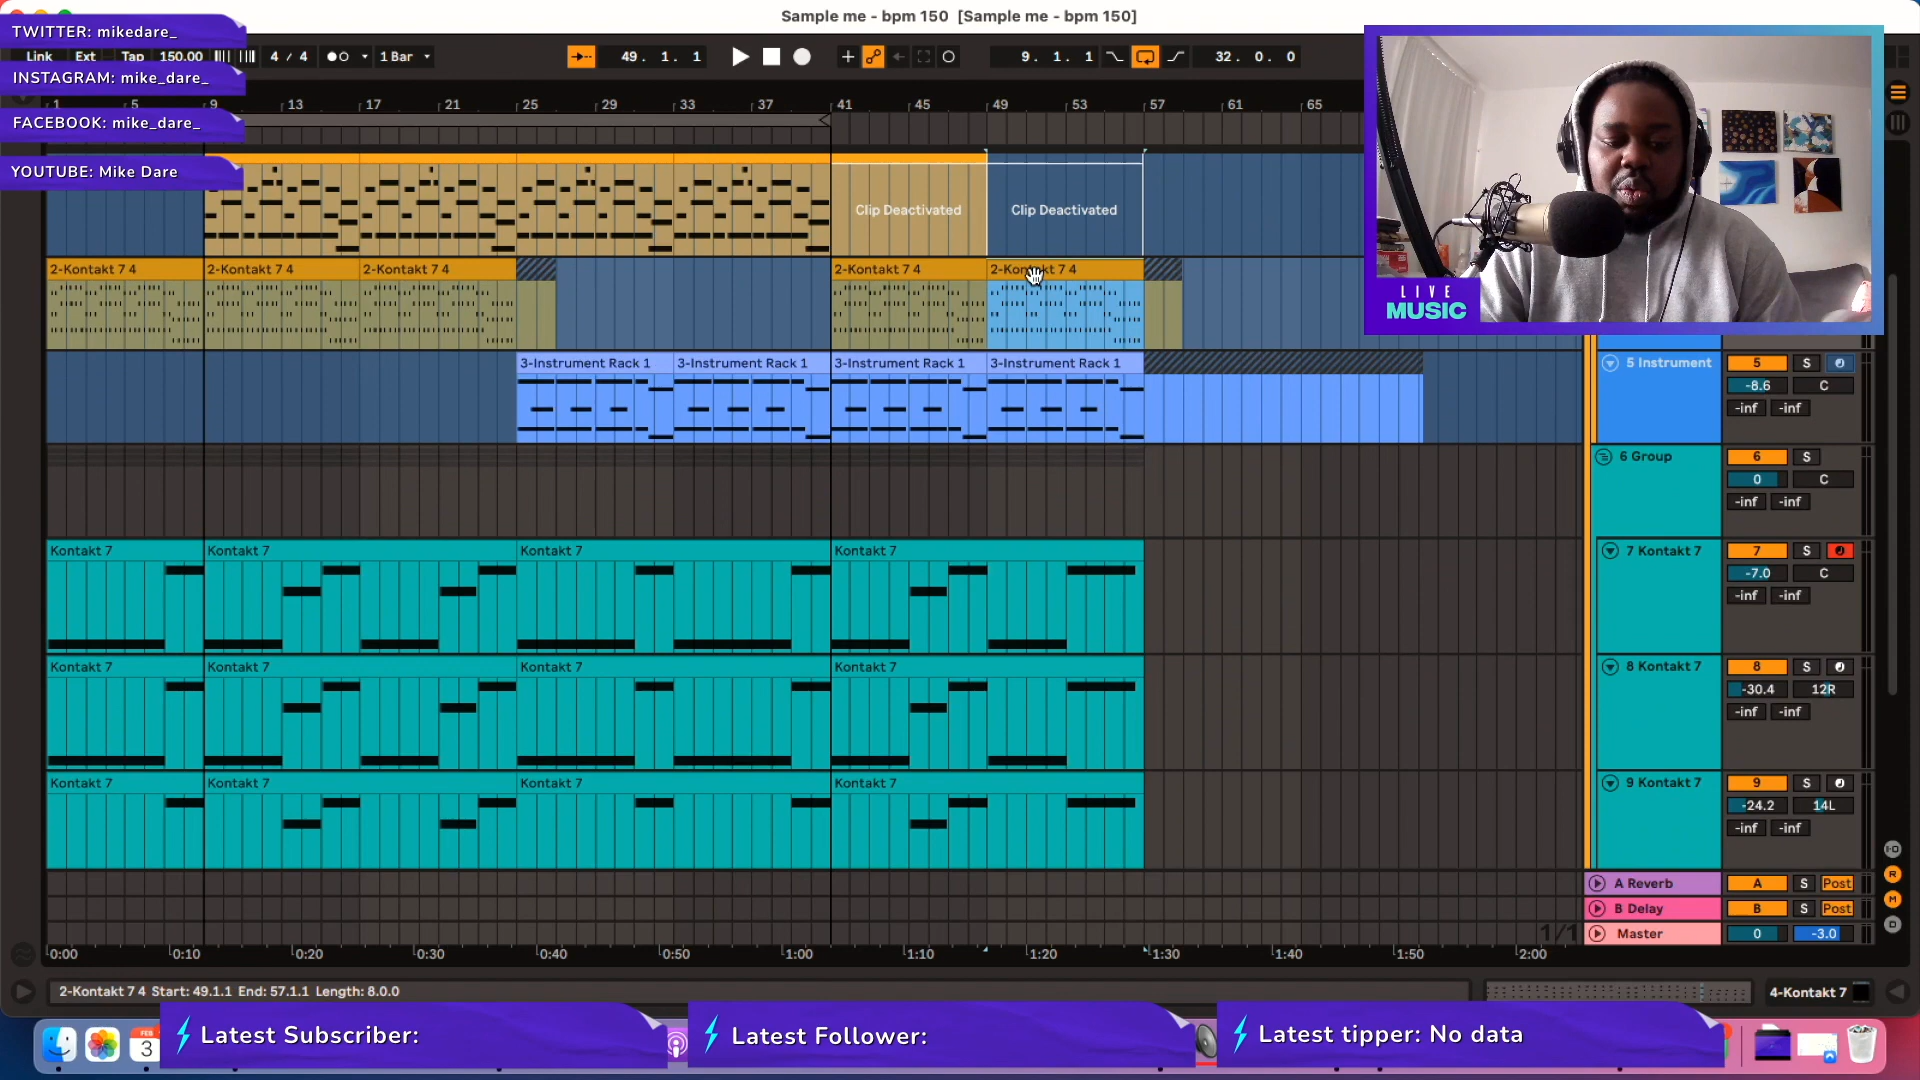 Sample me - bpm 150  [Sample me - bpm 150]
TWITTER: mikedare_
Link Ext Tap 150.00 4 / 4 1 Bar 49. 1. 1 9. 1. 1 32. 0. 0
INSTAGRAM: mike_dare_
1 5 9 13 17 21 25 29 33 37 41 45 49 53 57 61 65
FACEBOOK: mike_dare_
YOUTUBE: Mike Dare
Clip Deactivated Clip Deactivated
2-Kontakt 7 4 2-Kontakt 7 4 2-Kontakt 7 4 2-Kontakt 7 4 2-Kontakt 7 4
LIVE
MUSIC
3-Instrument Rack 1 3-Instrument Rack 1 3-Instrument Rack 1 3-Instrument Rack 1 5 Instrument 5 S
-8.6 C
-inf -inf
6 Group 6 S
0 C
-inf -inf
Kontakt 7 Kontakt 7 Kontakt 7 Kontakt 7 7 Kontakt 7 7 S
-7.0 C
-inf -inf
Kontakt 7 Kontakt 7 Kontakt 7 Kontakt 7 8 Kontakt 7 8 S
-30.4 12R
-inf -inf
Kontakt 7 Kontakt 7 Kontakt 7 Kontakt 7 9 Kontakt 7 9 S
-24.2 14L
-inf -inf
I-O
A Reverb A S Post R
M
B Delay B S Post
D
1/1 Master 0 -3.0
0:00 0:10 0:20 0:30 0:40 0:50 1:00 1:10 1:20 1:30 1:40 1:50 2:00
2-Kontakt 7 4  Start: 49.1.1  End: 57.1.1  Length: 8.0.0 4-Kontakt 7
FEB
3
Latest Subscriber: Latest Follower: Latest tipper: No data